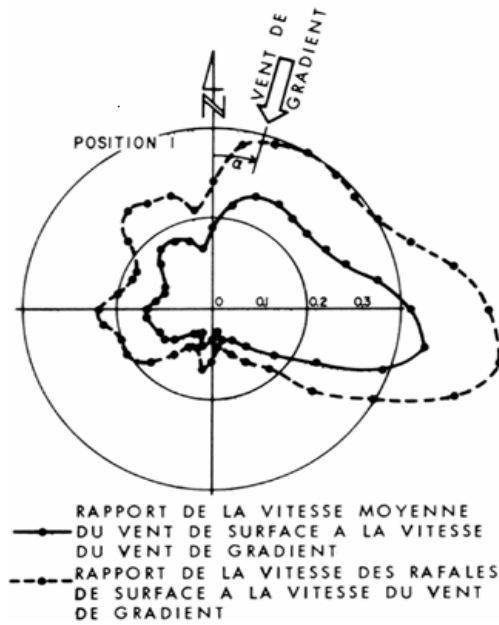 VENT DE
GRADIENT
N
POSITION 1
α
0 0.1 0.2 0.3
RAPPORT DE LA VITESSE MOYENNE
DU VENT DE SURFACE A LA VITESSE
DU VENT DE GRADIENT
RAPPORT DE LA VITESSE DES RAFALES
DE SURFACE A LA VITESSE DU VENT
DE GRADIENT